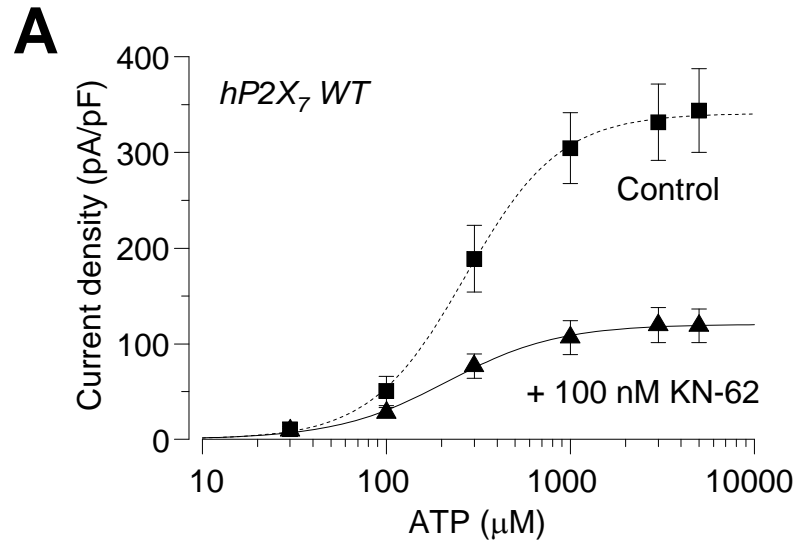 A
400
300
200
100
0
Current density (pA/pF)
hP2X₇ WT
Control
+ 100 nM KN-62
10
100
1000
10000
ATP (μM)